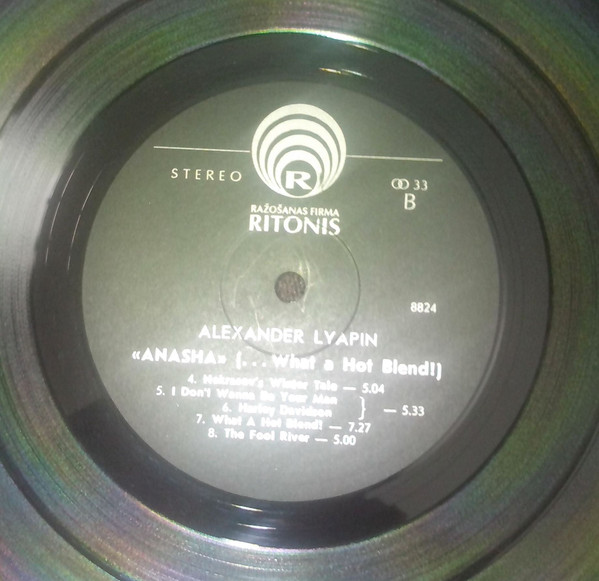 R
STEREO
33
B
RAŽOŠANAS FIRMA
RITONIS
8824
ALEXANDER LYAPIN
«ANASHA» (...What a Hot Blend!)
4. Nekrasov's Winter Tale — 5.04
5. I Don't Wanna Be Your Man
6. Harley Davidson } — 5.33
7. What A Hot Blend! — 7.27
8. The Fool River — 5.00